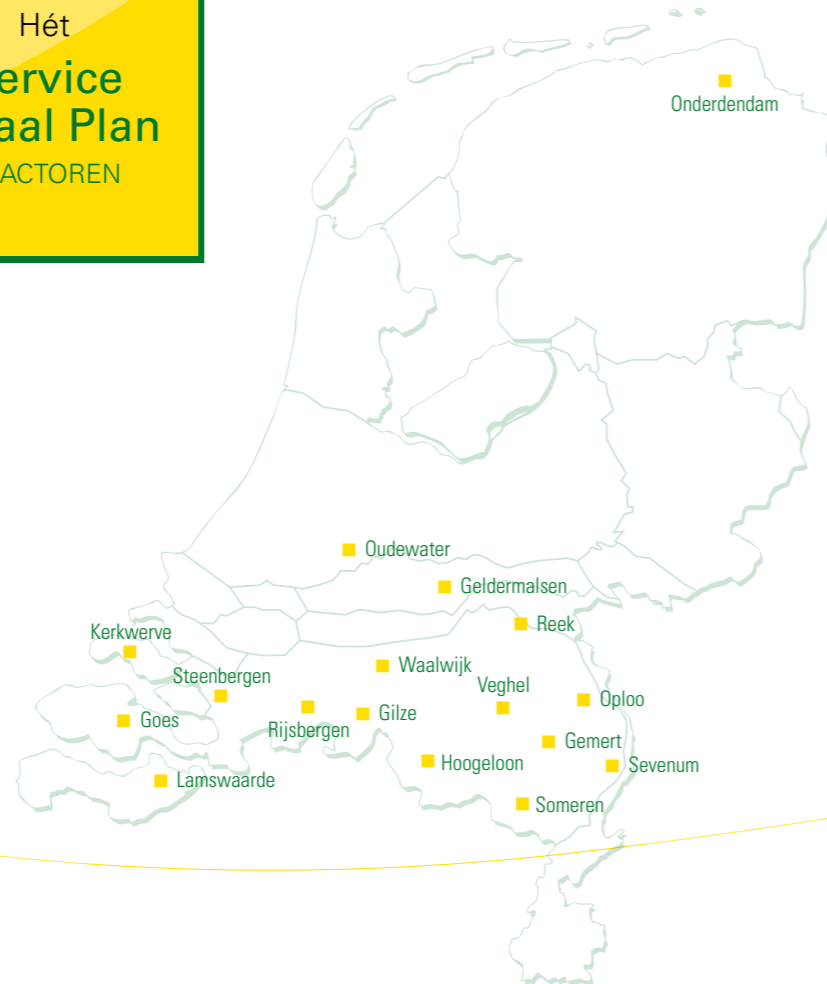 Hét
ervice
aal Plan
ACTOREN
Onderdendam
Oudewater
Geldermalsen
Reek
Kerkwerve
Waalwijk
Steenbergen
Veghel
Oploo
Goes
Rijsbergen
Gilze
Gemert
Hoogeloon
Sevenum
Lamswaarde
Someren